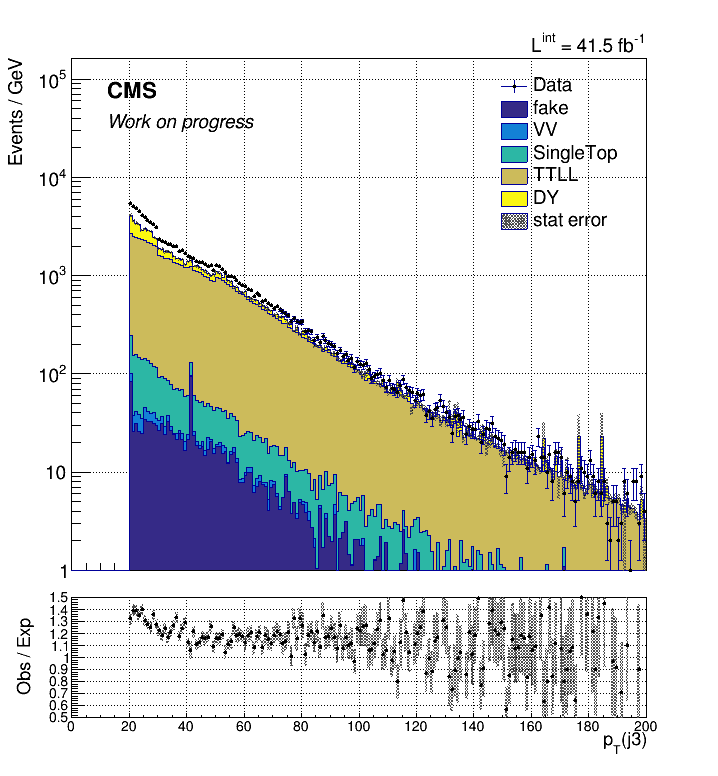 L^int = 41.5 fb^-1
Events / GeV
10^5
10^4
10^3
10^2
10
1
CMS
Work on progress
Data
fake
VV
SingleTop
TTLL
DY
stat error
Obs / Exp
1.5
1.4
1.3
1.2
1.1
1
0.9
0.8
0.7
0.6
0.5
0 20 40 60 80 100 120 140 160 180 200
p_T(j3)